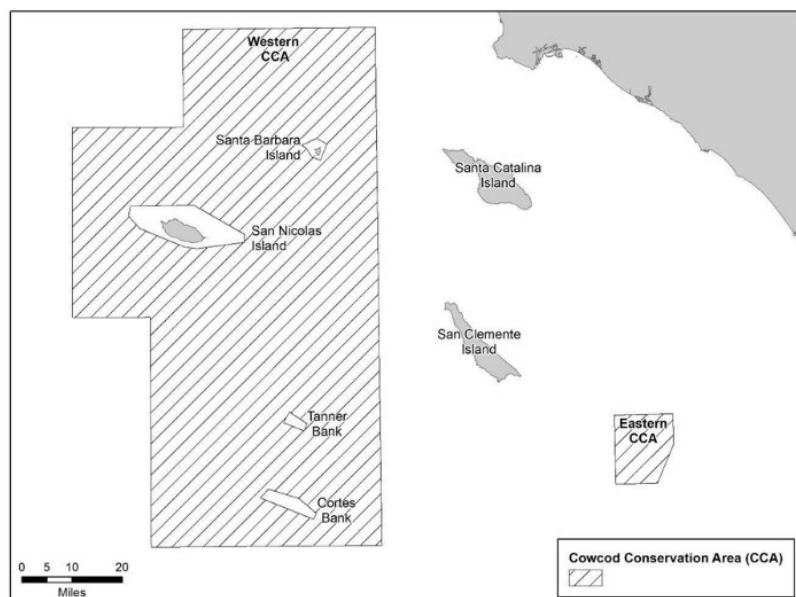 Western
CCA
Santa Barbara
Island
Santa Catalina
Island
San Nicolas
Island
San Clemente
Island
Tanner
Bank
Eastern
CCA
Cortes
Bank
0 5 10 20
Miles
Cowcod Conservation Area (CCA)